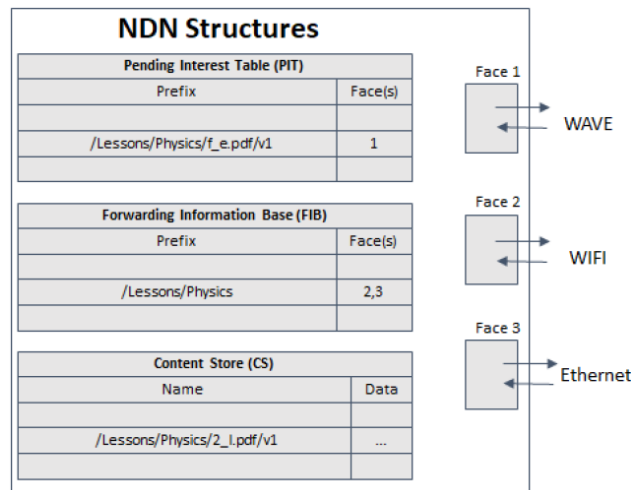 NDN Structures
Pending Interest Table (PIT)
Prefix Face(s)
/Lessons/Physics/f_e.pdf/v1 1
Forwarding Information Base (FIB)
Prefix Face(s)
/Lessons/Physics 2,3
Content Store (CS)
Name Data
/Lessons/Physics/2_l.pdf/v1 ...
Face 1
WAVE
Face 2
WIFI
Face 3
Ethernet